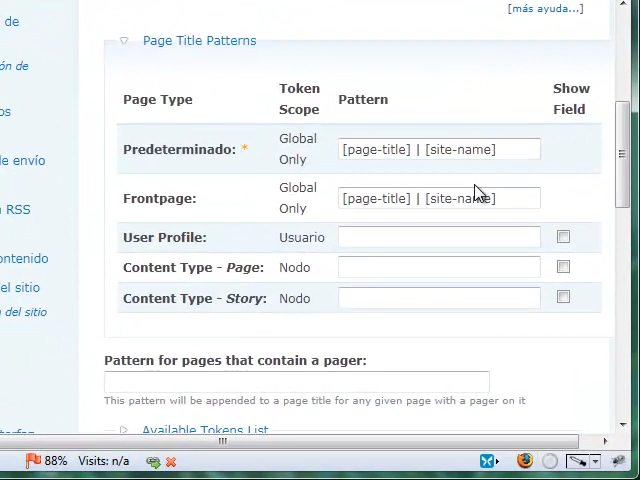 [más ayuda...]
de
ón de
os
Page Title Patterns
Page Type
Token Scope
Pattern
Show Field
Predeterminado: *
Global Only
[page-title] | [site-name]
Frontpage:
Global Only
[page-title] | [site-name]
User Profile:
Usuario
Content Type - Page:
Nodo
Content Type - Story:
Nodo
de envío
RSS
ontenido
el sitio
del sitio
Pattern for pages that contain a pager:
This pattern will be appended to a page title for any given page with a pager on it
Available Tokens List
88%
Visits: n/a